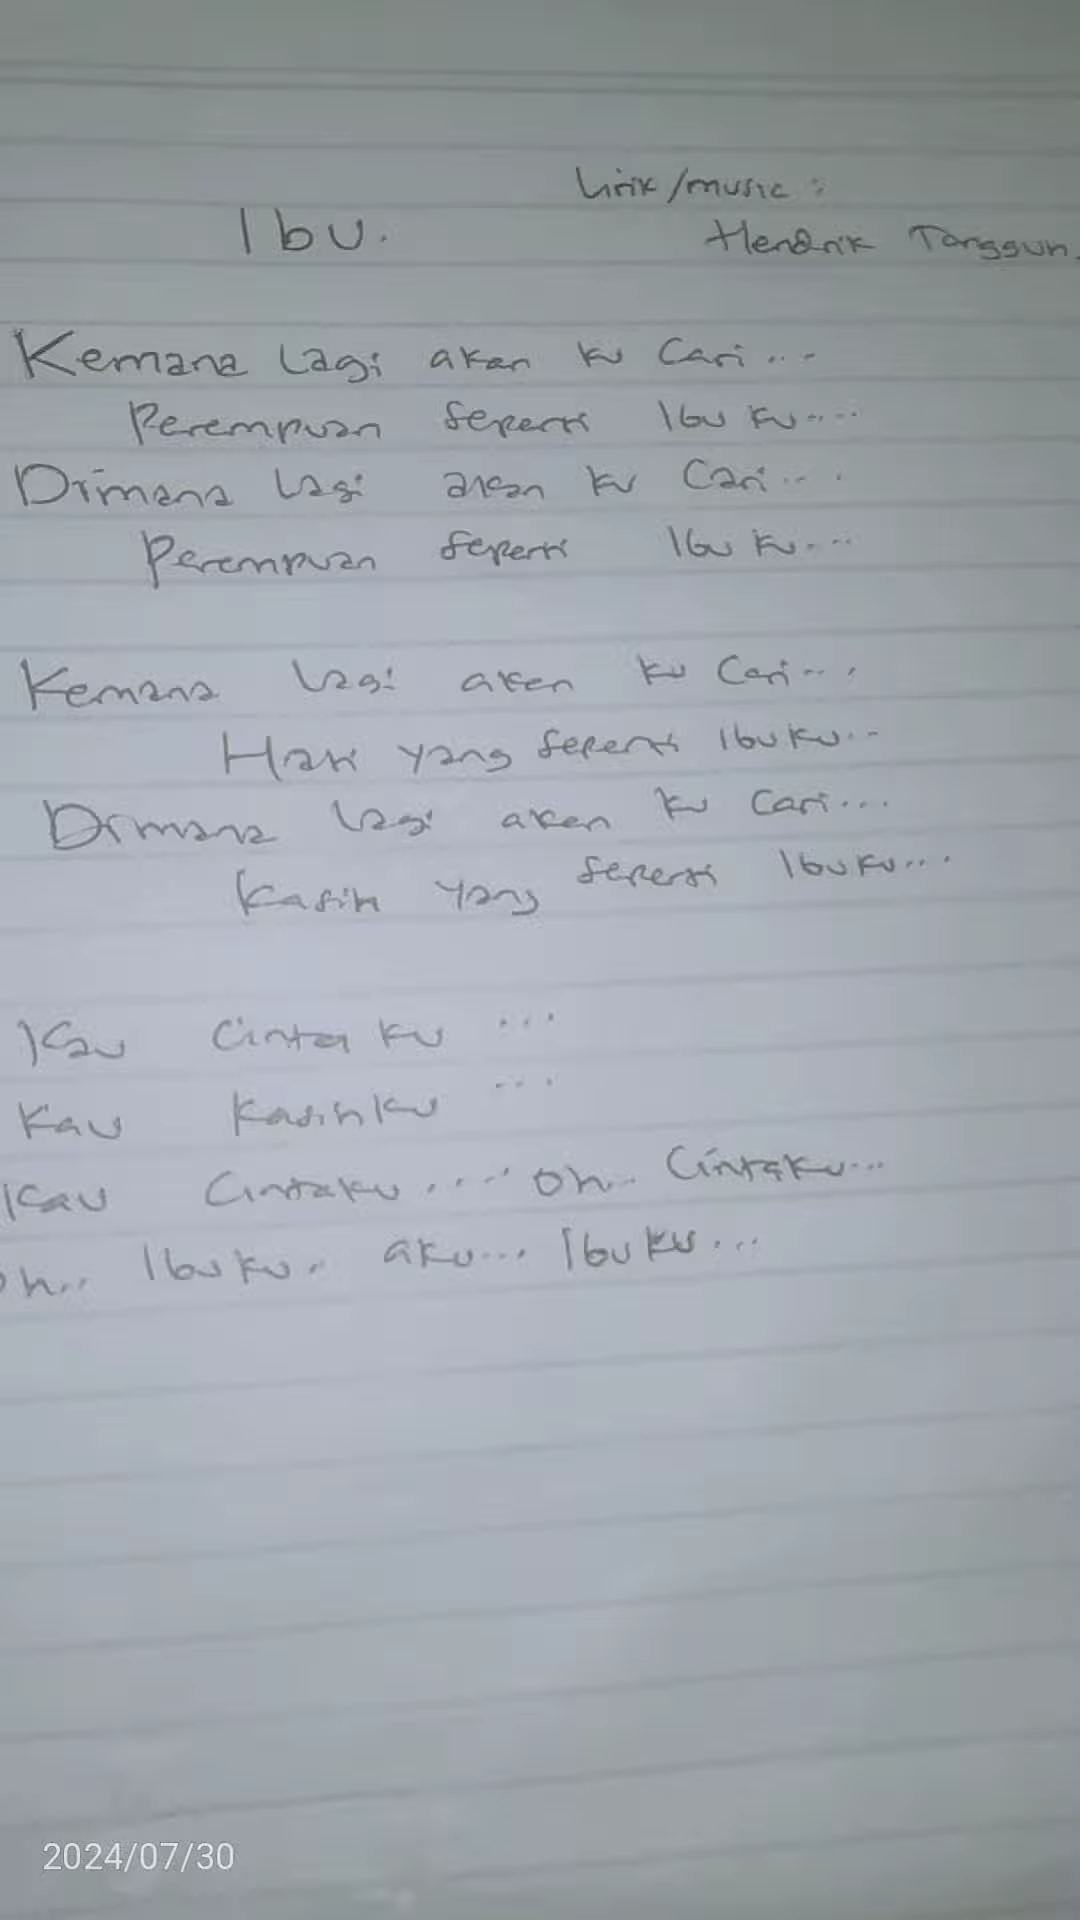 Lirik/music :
Ibu.
Hendrik Tanggun.
Kemana Lagi akan ku Cari...
Perempuan Seperti Ibu ku....
Dimana Lagi akan ku Cari...
Perempuan Seperti Ibu ku....
Kemana Lagi akan ku Cari...
Hati yang Seperti Ibuku...
Dimana Lagi akan ku Cari...
Kasih yang Seperti Ibuku...
Kau Cinta ku ...
Kau Kasihku ...
Kau Cintaku.... Oh.. Cintaku...
Oh.. Ibuku. aku... Ibuku...
2024/07/30